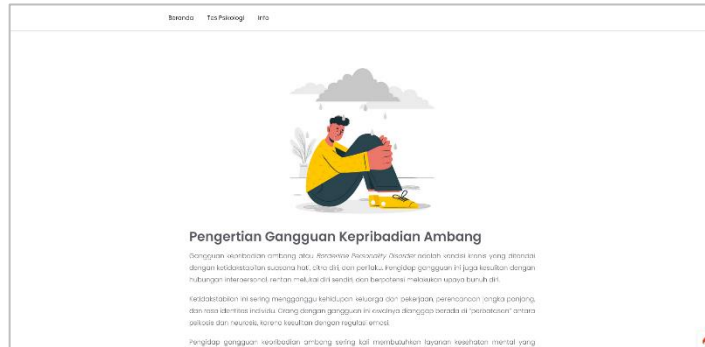 Beranda Tes Psikologi Info
Pengertian Gangguan Kepribadian Ambang
Gangguan kepribadian ambang atau Borderline Personality Disorder adalah kondisi kronis yang ditandai
dengan ketidakstabilan suasana hati, citra diri, dan perilaku. Pengidap gangguan ini juga kesulitan dengan
hubungan interpersonal, rentan melukai diri sendiri, dan berpotensi melakukan upaya bunuh diri.
Ketidakstabilan ini sering mengganggu kehidupan keluarga dan pekerjaan, perencanaan jangka panjang,
dan rasa identitas individu. Orang dengan gangguan ini awalnya dianggap berada di "perbatasan" antara
psikosis dan neurosis, karena kesulitan dengan regulasi emosi.
Pengidap gangguan kepribadian ambang sering kali membutuhkan layanan kesehatan mental yang